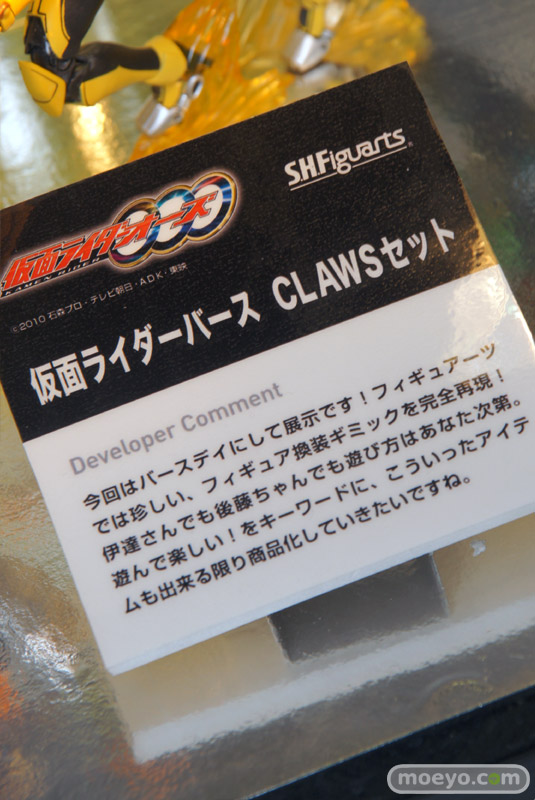 S.H.Figuarts
仮面ライダーオーズ
KAMEN RIDER
©2010 石森プロ・テレビ朝日・ADK・東映
仮面ライダーバース CLAWSセット
Developer Comment
今回はバースデイにして展示です！フィギュアーツ
では珍しい、フィギュア換装ギミックを完全再現！
伊達さんでも後藤ちゃんでも遊び方はあなた次第。
遊んで楽しい！をキーワードに、こういったアイテ
ムも出来る限り商品化していきたいですね。
moeyo.com